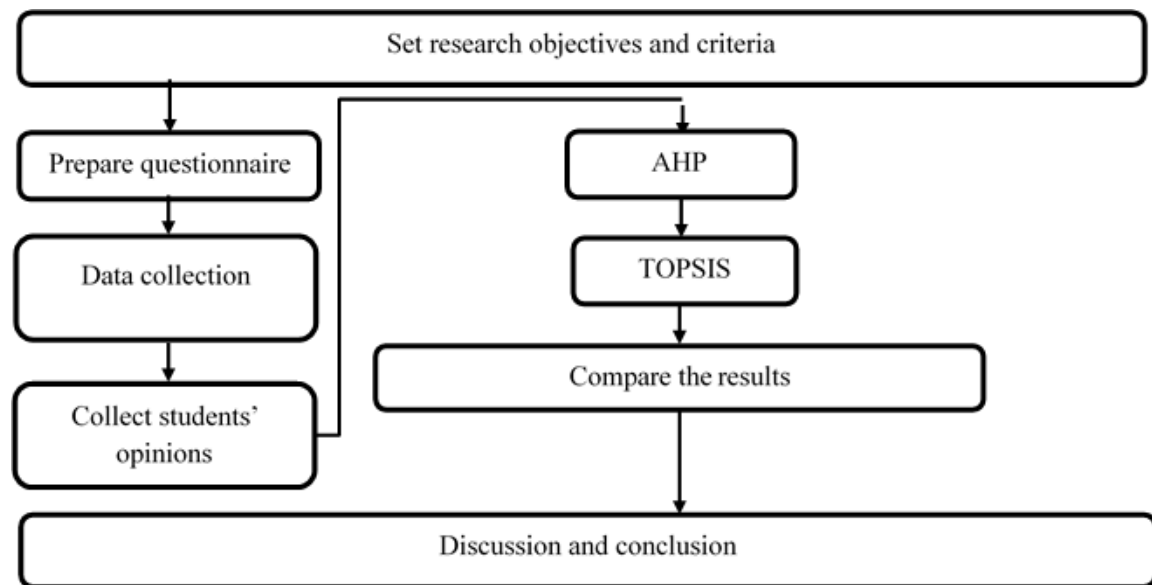 Set research objectives and criteria
Prepare questionnaire
Data collection
Collect students’
opinions
AHP
TOPSIS
Compare the results
Discussion and conclusion